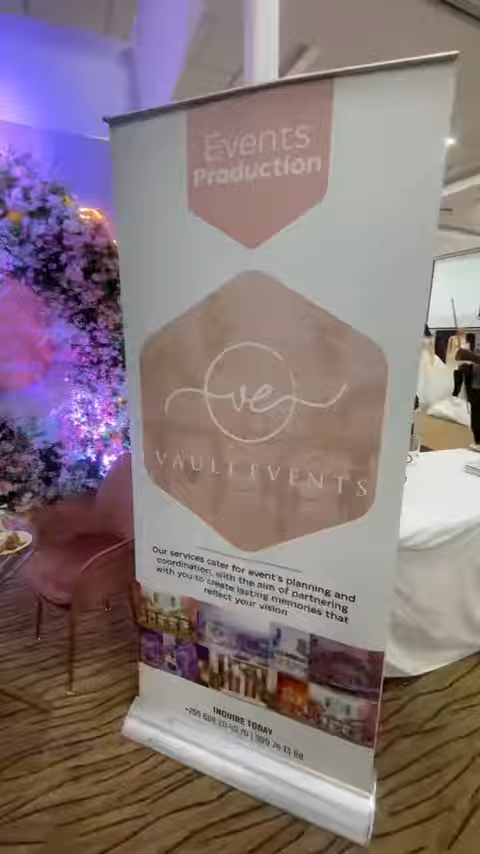 Events
Production
ve
VAULT EVENTS
Our services cater for event's planning and
coordination, with the aim of partnering
with you to create lasting memories that
reflect your vision
INQUIRE TODAY